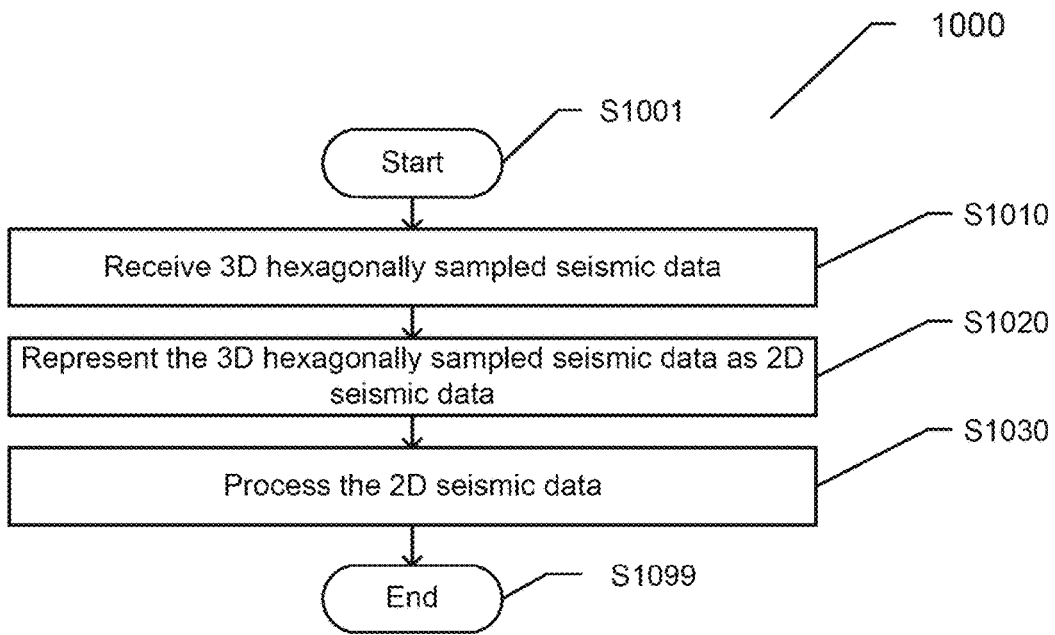 1000
S1001
Start
S1010
Receive 3D hexagonally sampled seismic data
S1020
Represent the 3D hexagonally sampled seismic data as 2D
seismic data
S1030
Process the 2D seismic data
S1099
End